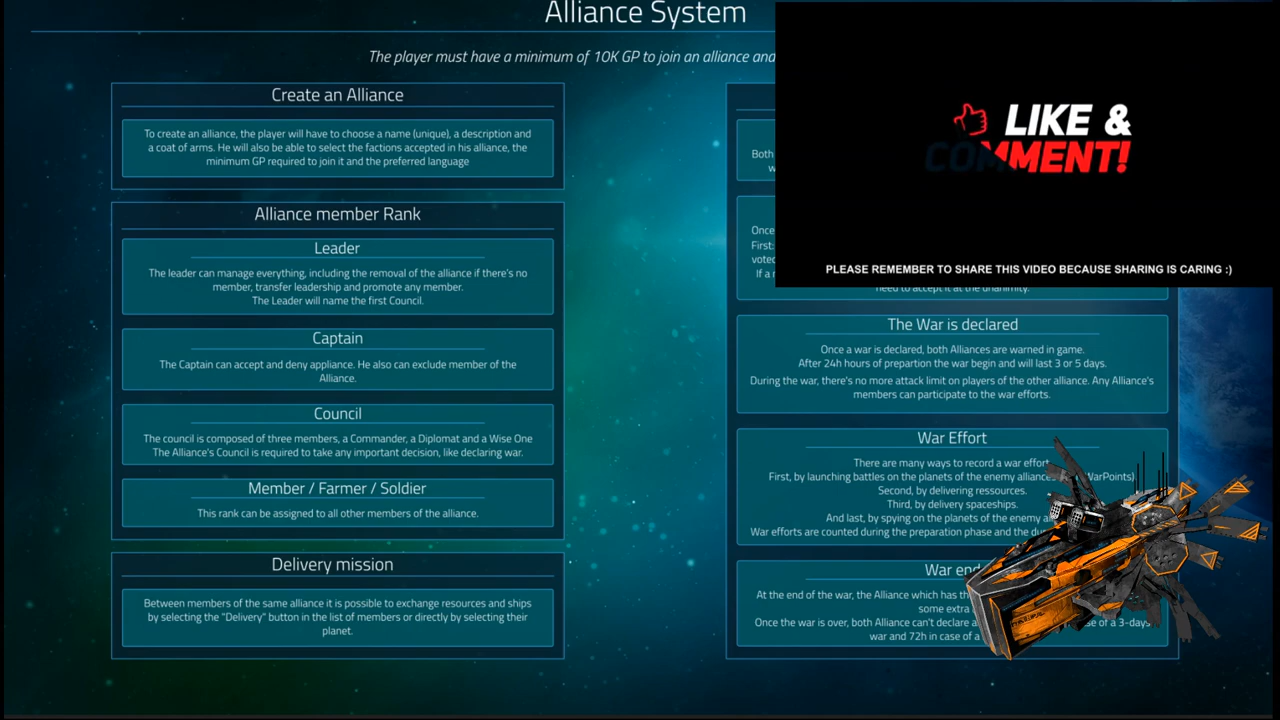 Alliance System
The player must have a minimum of 10K GP to join an alliance and
Create an Alliance
To create an alliance, the player will have to choose a name (unique), a description and
a coat of arms. He will also be able to select the factions accepted in his alliance, the
minimum GP required to join it and the preferred language
Alliance member Rank
Leader
The leader can manage everything, including the removal of the alliance if there's no
member, transfer leadership and promote any member.
The Leader will name the first Council.
Captain
The Captain can accept and deny appliance. He also can exclude member of the
Alliance.
Council
The council is composed of three members, a Commander, a Diplomat and a Wise One
The Alliance's Council is required to take any important decision, like declaring war.
Member / Farmer / Soldier
This rank can be assigned to all other members of the alliance.
Delivery mission
Between members of the same alliance it is possible to exchange resources and ships
by selecting the "Delivery" button in the list of members or directly by selecting their
planet.
LIKE &
COMMENT!
PLEASE REMEMBER TO SHARE THIS VIDEO BECAUSE SHARING IS CARING :)
Both
Once
First:
voted
If a
need to accept it at the unanimity.
The War is declared
Once a war is declared, both Alliances are warned in game.
After 24h hours of prepartion the war begin and will last 3 or 5 days.
During the war, there's no more attack limit on players of the other alliance. Any Alliance's
members can participate to the war efforts.
War Effort
There are many ways to record a war effort
First, by launching battles on the planets of the enemy alliance WarPoints)
Second, by delivering ressources.
Third, by delivery spaceships.
And last, by spying on the planets of the enemy
War efforts are counted during the preparation phase and the
War end
At the end of the war, the Alliance which has
some extra
Once the war is over, both Alliance can't declare of a 3-days
war and 72h in case of a